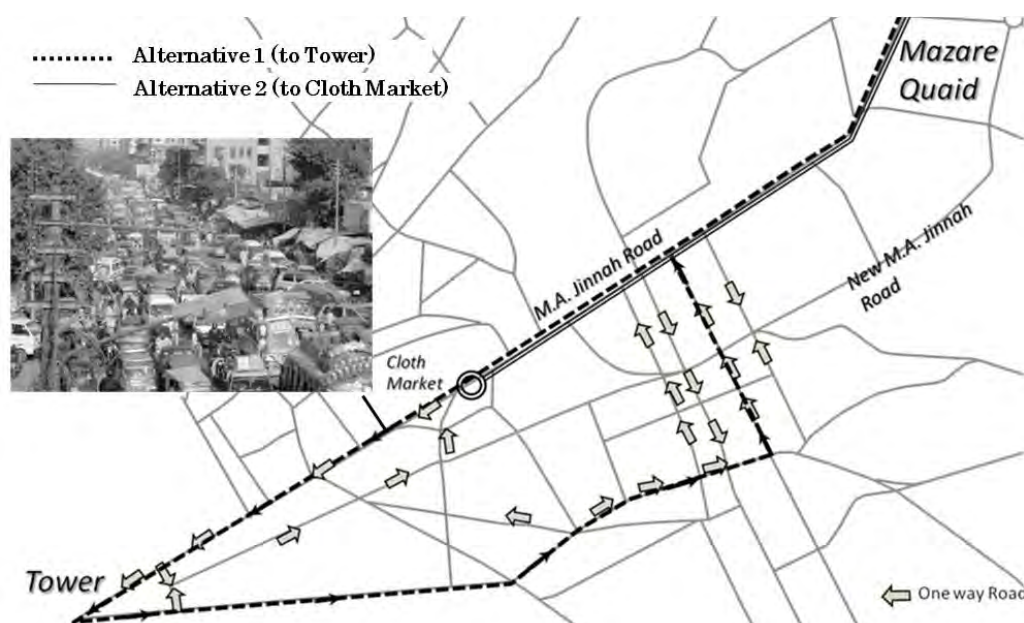 Alternative 1 (to Tower)
Alternative 2 (to Cloth Market)
Mazare
Quaid
M.A. Jinnah Road
New M.A. Jinnah
Road
Cloth
Market
Tower
One way Road